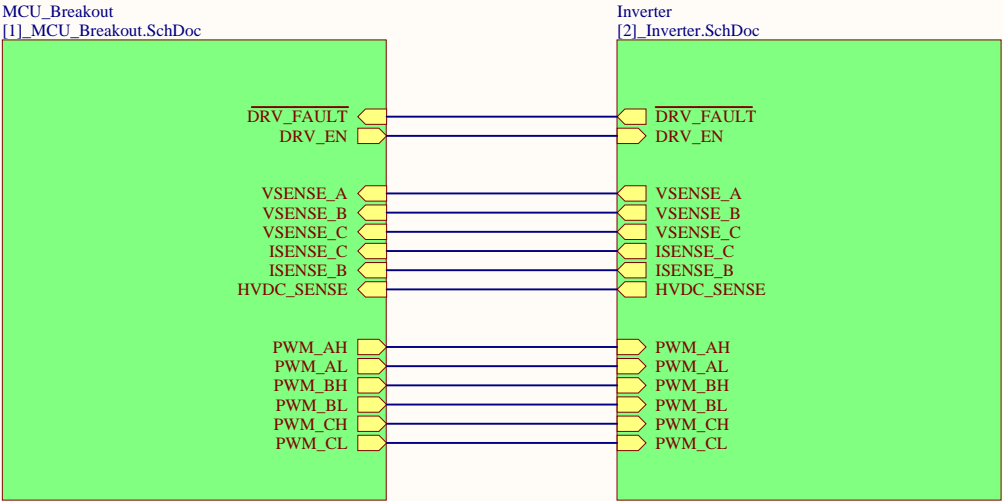 MCU_Breakout
[1]_MCU_Breakout.SchDoc
DRV_FAULT
DRV_EN
VSENSE_A
VSENSE_B
VSENSE_C
ISENSE_C
ISENSE_B
HVDC_SENSE
PWM_AH
PWM_AL
PWM_BH
PWM_BL
PWM_CH
PWM_CL
Inverter
[2]_Inverter.SchDoc
DRV_FAULT
DRV_EN
VSENSE_A
VSENSE_B
VSENSE_C
ISENSE_C
ISENSE_B
HVDC_SENSE
PWM_AH
PWM_AL
PWM_BH
PWM_BL
PWM_CH
PWM_CL